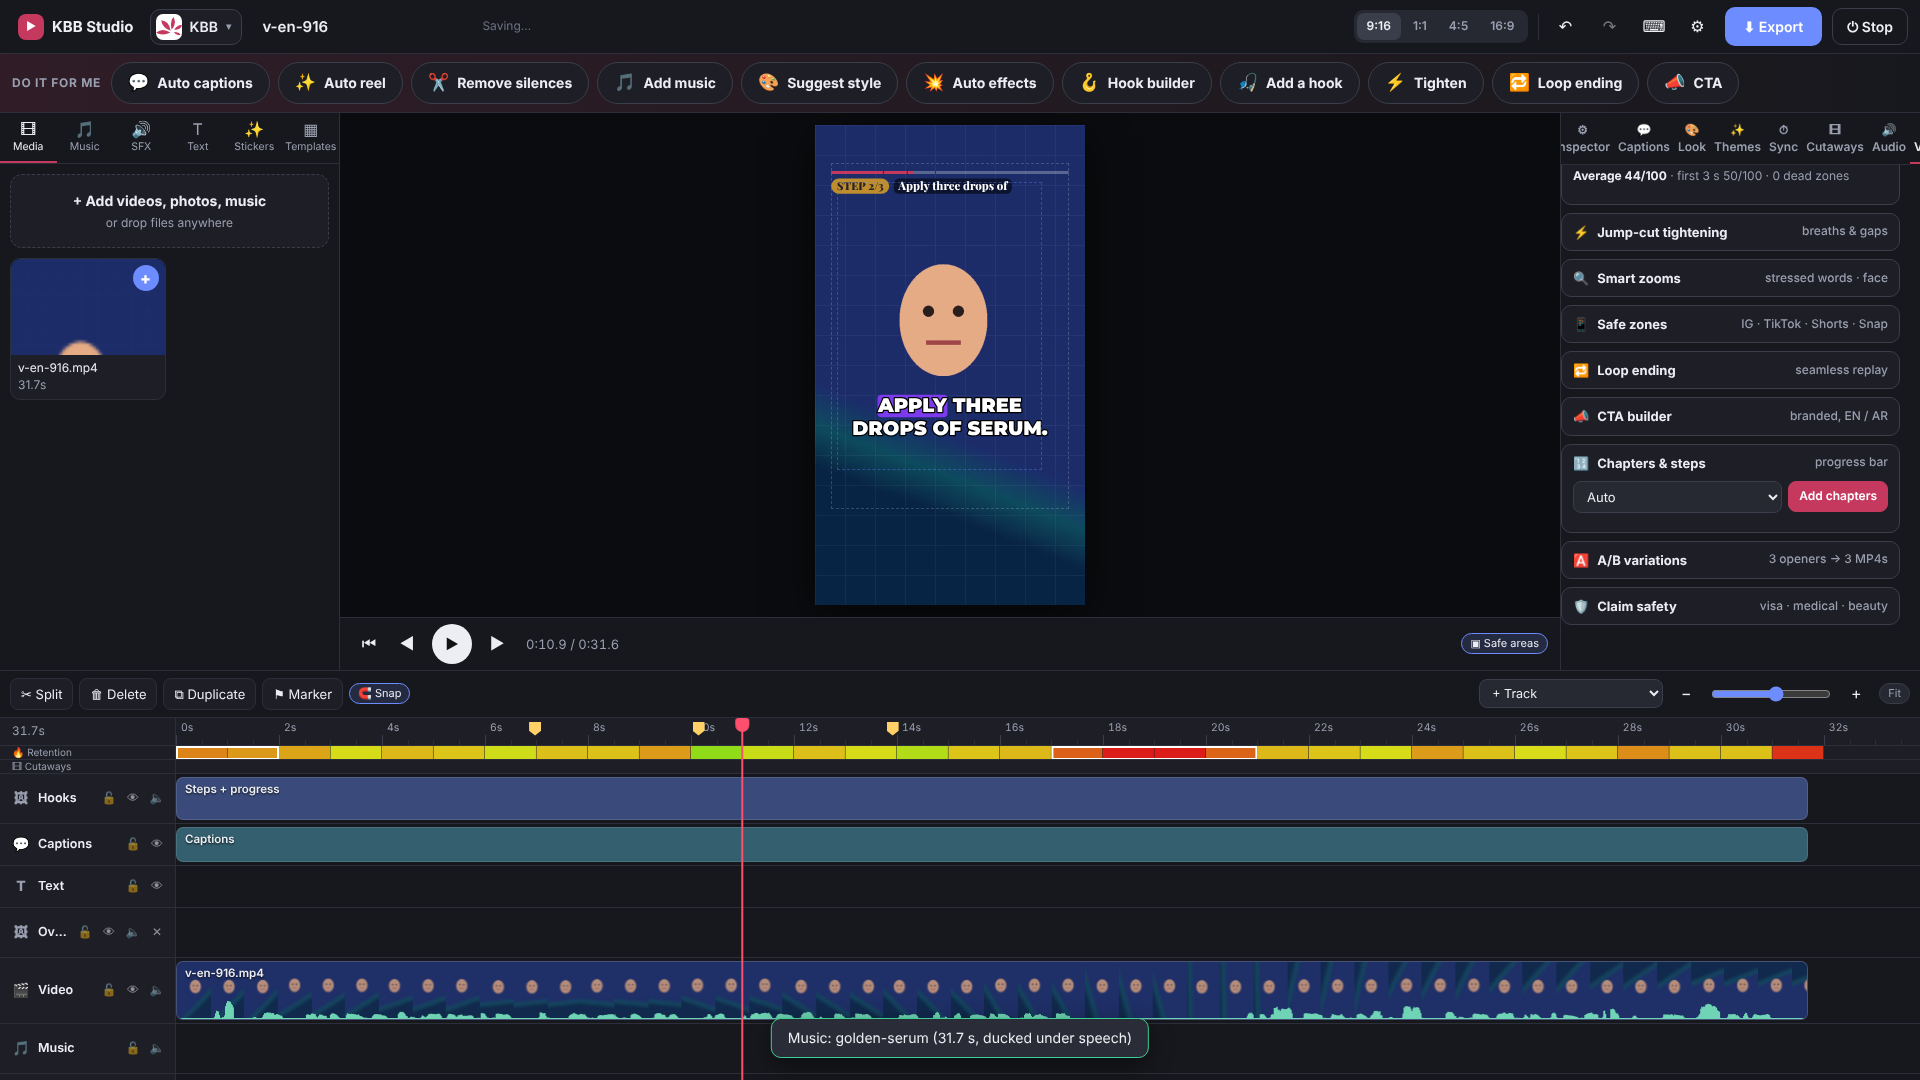 KBB Studio
KBB
v-en-916
Saving...
9:16 1:1 4:5 16:9
Export
Stop
DO IT FOR ME
Auto captions
Auto reel
Remove silences
Add music
Suggest style
Auto effects
Hook builder
Add a hook
Tighten
Loop ending
CTA
Media
Music
SFX
Text
Stickers
Templates
+ Add videos, photos, music
or drop files anywhere
v-en-916.mp4
31.7s
STEP 2/3 Apply three drops of
APPLY THREE
DROPS OF SERUM.
0:10.9 / 0:31.6
Safe areas
nspector
Captions
Look
Themes
Sync
Cutaways
Audio
Average 44/100 · first 3 s 50/100 · 0 dead zones
Jump-cut tightening breaths & gaps
Smart zooms stressed words · face
Safe zones IG · TikTok · Shorts · Snap
Loop ending seamless replay
CTA builder branded, EN / AR
Chapters & steps progress bar
Auto
Add chapters
A/B variations 3 openers → 3 MP4s
Claim safety visa · medical · beauty
Split
Delete
Duplicate
Marker
Snap
+ Track
− + Fit
31.7s
0s 2s 4s 6s 8s 0s 12s 14s 16s 18s 20s 22s 24s 26s 28s 30s 32s
Retention
Cutaways
Hooks
Steps + progress
Captions
Captions
Text
Ov...
Video
v-en-916.mp4
Music
Music: golden-serum (31.7 s, ducked under speech)